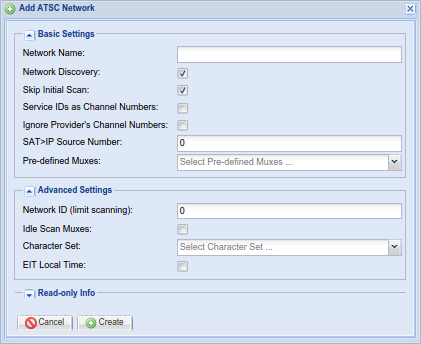 Add ATSC Network
Basic Settings
Network Name:
Network Discovery:
Skip Initial Scan:
Service IDs as Channel Numbers:
Ignore Provider's Channel Numbers:
SAT>IP Source Number: 0
Pre-defined Muxes: Select Pre-defined Muxes ...
Advanced Settings
Network ID (limit scanning): 0
Idle Scan Muxes:
Character Set: Select Character Set ...
EIT Local Time:
Read-only Info
Cancel Create